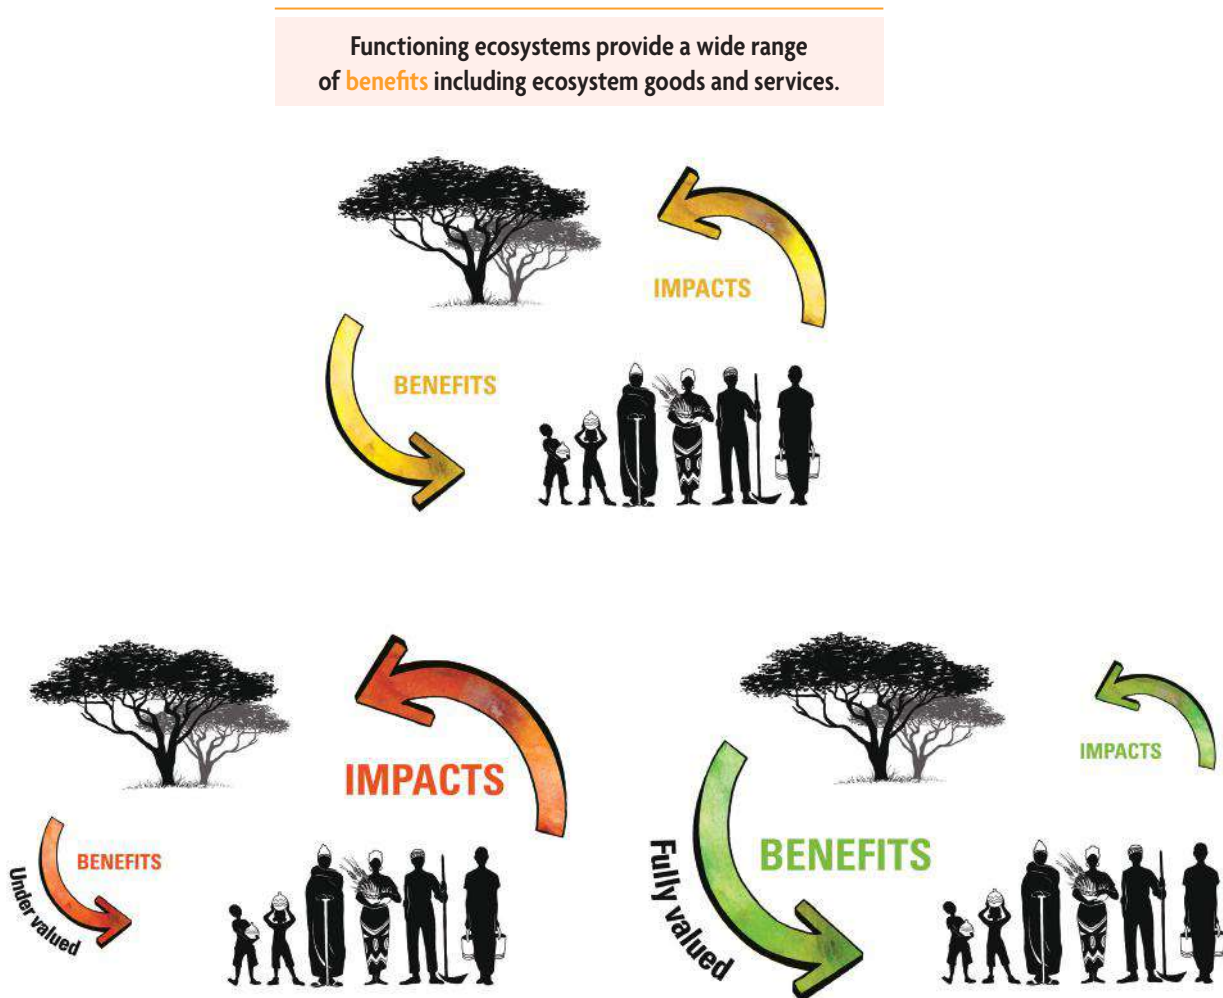 Functioning ecosystems provide a wide range
of benefits including ecosystem goods and services.
IMPACTS
BENEFITS
IMPACTS
BENEFITS
Under valued
IMPACTS
BENEFITS
Fully valued